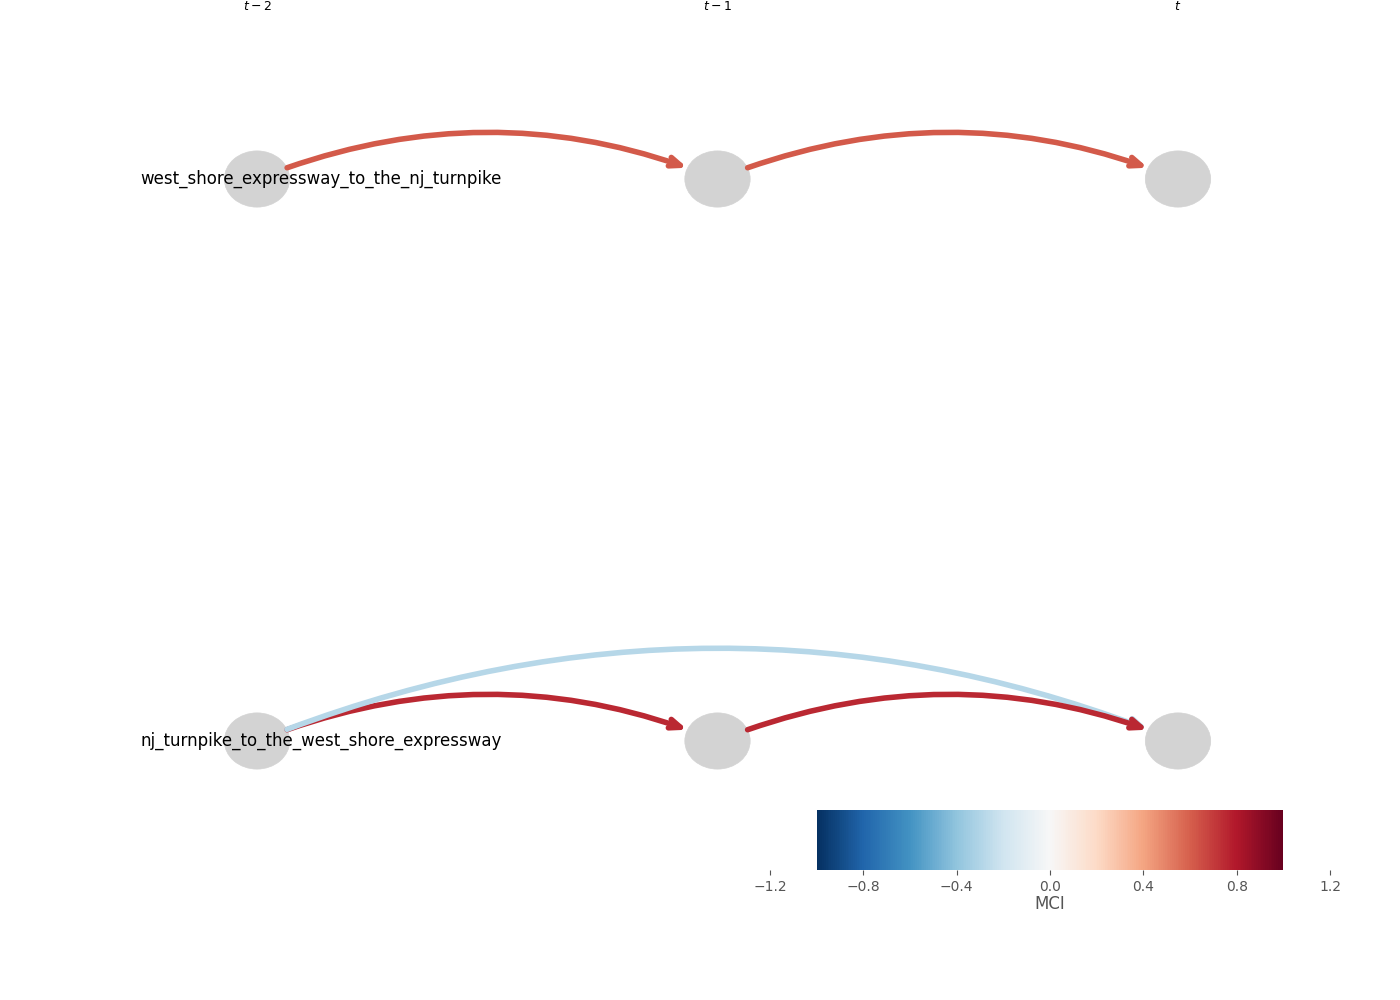 t − 2 t − 1 t
west_shore_expressway_to_the_nj_turnpike
nj_turnpike_to_the_west_shore_expressway
−1.2 −0.8 −0.4 0.0 0.4 0.8 1.2
MCI